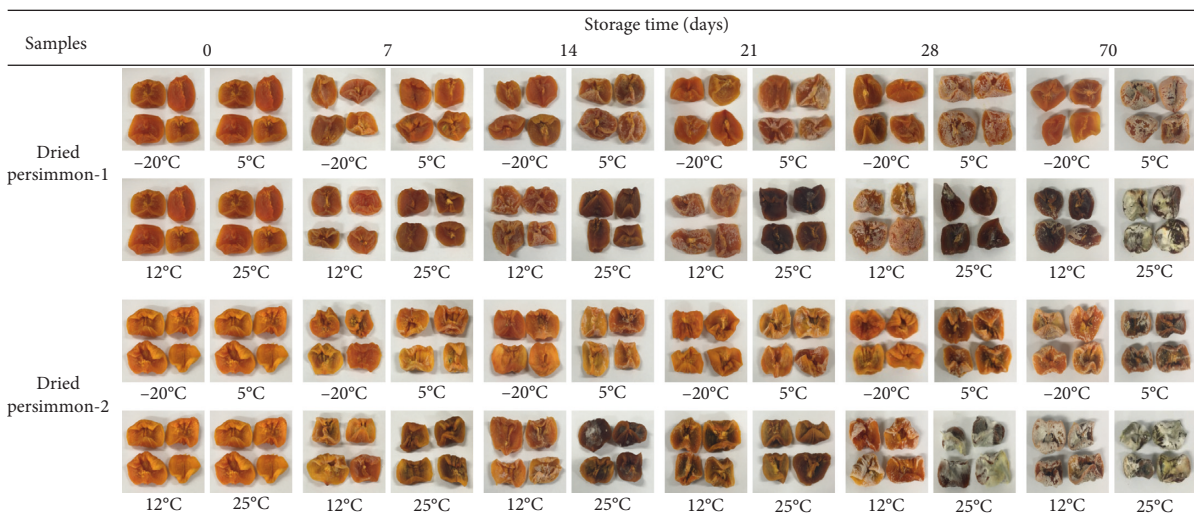 Samples
Storage time (days)
0 7 14 21 28 70
Dried persimmon-1
–20°C 5°C –20°C 5°C –20°C 5°C –20°C 5°C –20°C 5°C –20°C 5°C
12°C 25°C 12°C 25°C 12°C 25°C 12°C 25°C 12°C 25°C 12°C 25°C
Dried persimmon-2
–20°C 5°C –20°C 5°C –20°C 5°C –20°C 5°C –20°C 5°C –20°C 5°C
12°C 25°C 12°C 25°C 12°C 25°C 12°C 25°C 12°C 25°C 12°C 25°C